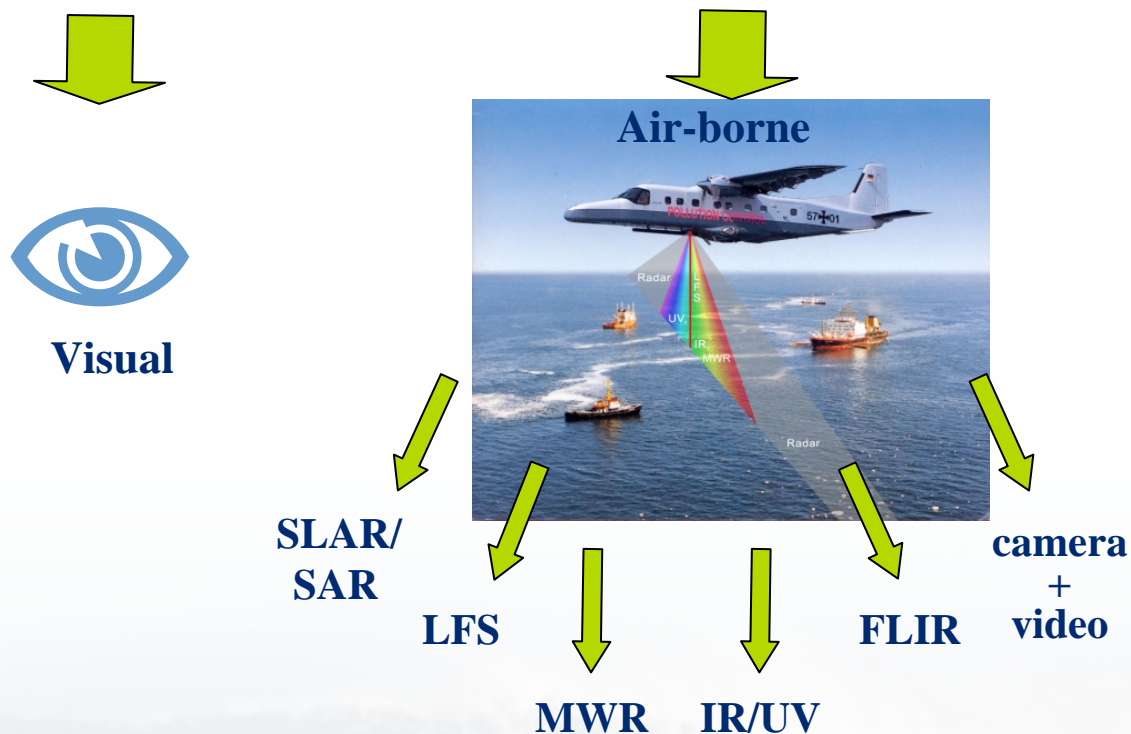 Air-borne
POLLUTION CONTROL
57 01
Radar
LFS
UV,
IR,
MWR
Radar
Visual
SLAR/
SAR
LFS
MWR
IR/UV
FLIR
camera
+
video